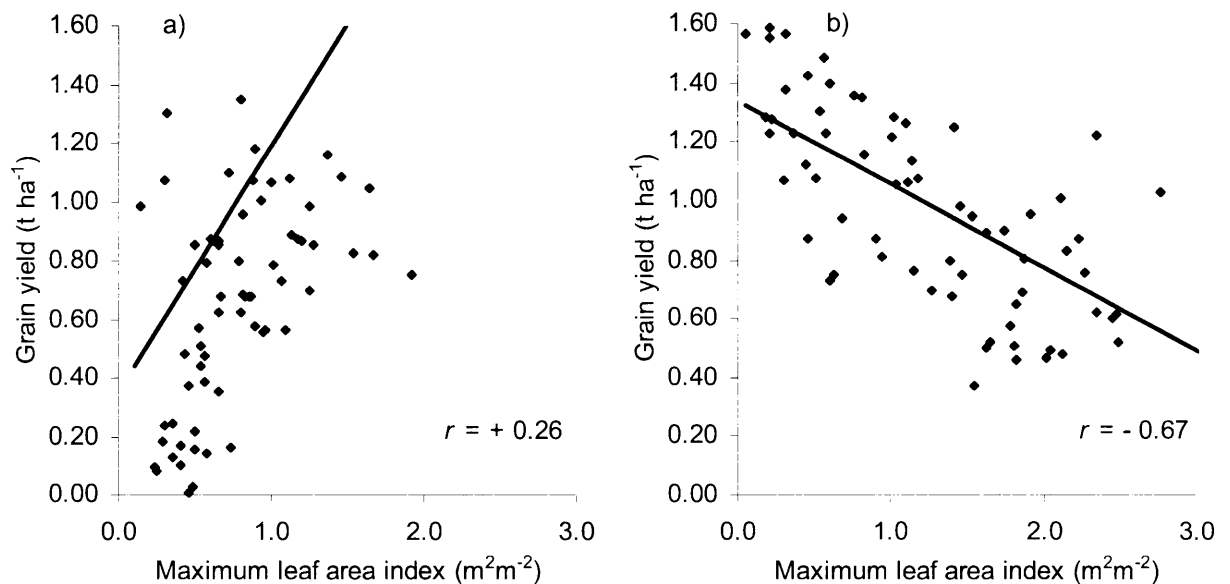 a)
Grain yield (t ha-1)
1.60
1.40
1.20
1.00
0.80
0.60
0.40
0.20
0.00
r = + 0.26
0.0 1.0 2.0 3.0
Maximum leaf area index (m2m-2)
b)
Grain yield (t ha-1)
1.60
1.40
1.20
1.00
0.80
0.60
0.40
0.20
0.00
r = - 0.67
0.0 1.0 2.0 3.0
Maximum leaf area index (m2m-2)